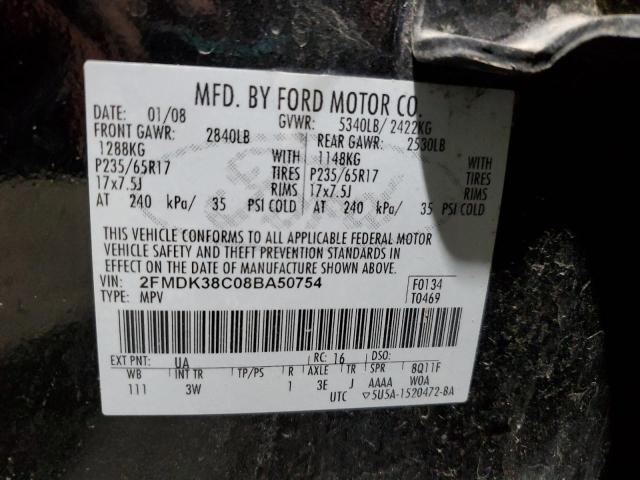 MFD. BY FORD MOTOR CO.
DATE: 01/08 GVWR: 5340LB/ 2422KG
FRONT GAWR: 2840LB REAR GAWR: 2530LB
1288KG 1148KG
P235/65R17 TIRES P235/65R17 TIRES
17x7.5J RIMS 17x7.5J RIMS
AT 240 kPa/ 35 PSI COLD AT 240 kPa/ 35 PSI COLD
THIS VEHICLE CONFORMS TO ALL APPLICABLE FEDERAL MOTOR
VEHICLE SAFETY AND THEFT PREVENTION STANDARDS IN
EFFECT ON THE DATE OF MANUFACTURE SHOWN ABOVE.
VIN: 2FMDK38C08BA50754 F0134
TYPE: MPV T0469
EXT PNT: UA RC: 16 DSO:
WB INT TR TP/PS R AXLE TR SPR 8Q11F
111 3W 1 3E J AAAA WOA
UTC ▽5U5A-1520472-BA
Ford